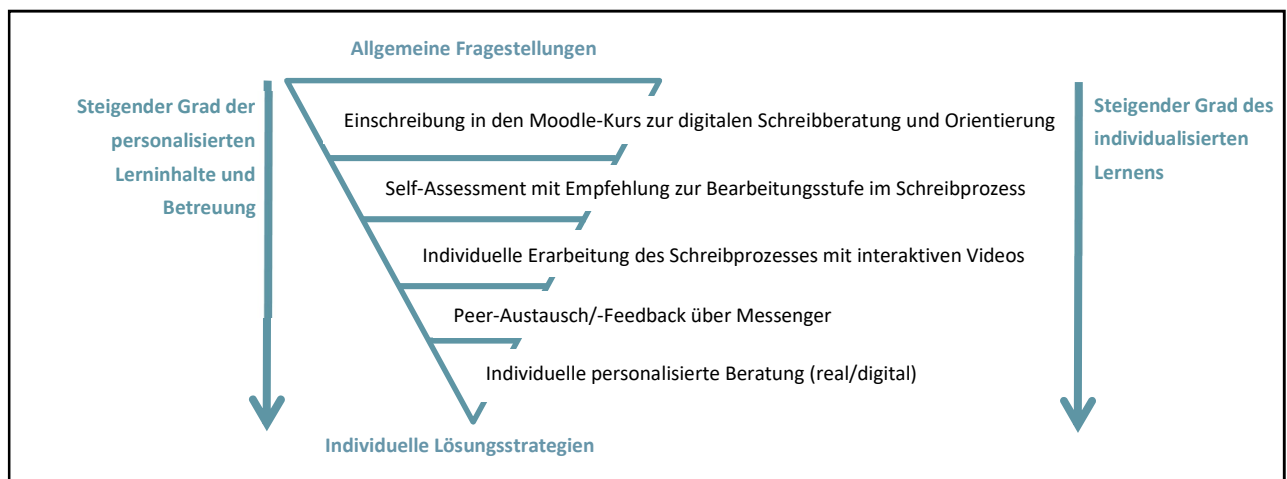 Allgemeine Fragestellungen
Steigender Grad der
personalisierten
Lerninhalte und
Betreuung
Einschreibung in den Moodle-Kurs zur digitalen Schreibberatung und Orientierung
Self-Assessment mit Empfehlung zur Bearbeitungsstufe im Schreibprozess
Individuelle Erarbeitung des Schreibprozesses mit interaktiven Videos
Peer-Austausch/-Feedback über Messenger
Individuelle personalisierte Beratung (real/digital)
Individuelle Lösungsstrategien
Steigender Grad des
individualisierten
Lernens